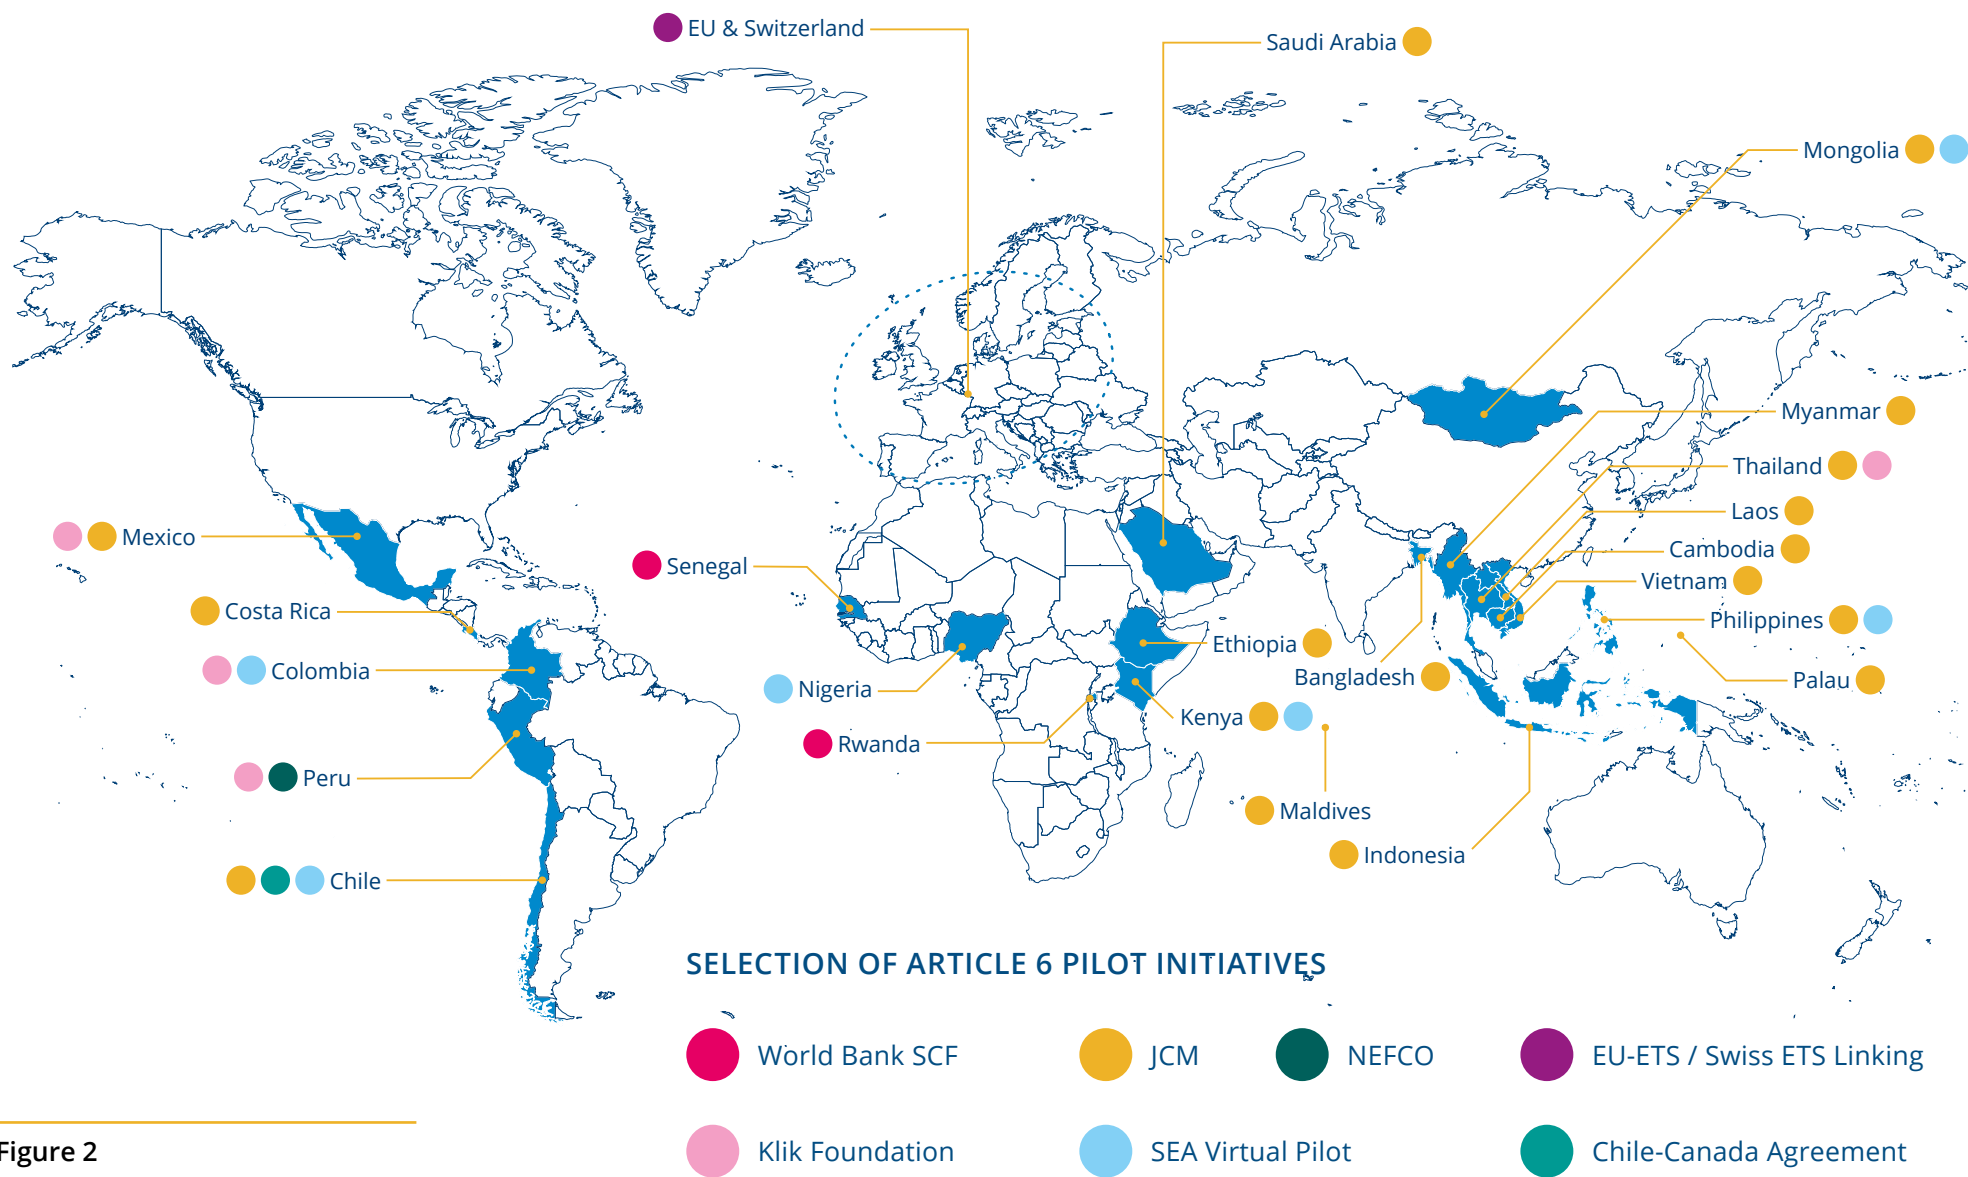 EU & Switzerland
Saudi Arabia
Mongolia
Myanmar
Thailand
Laos
Cambodia
Vietnam
Philippines
Palau
Mexico
Costa Rica
Colombia
Peru
Chile
Senegal
Nigeria
Rwanda
Ethiopia
Bangladesh
Kenya
Maldives
Indonesia
SELECTION OF ARTICLE 6 PILOT INITIATIVES
World Bank SCF
JCM
NEFCO
EU-ETS / Swiss ETS Linking
Klik Foundation
SEA Virtual Pilot
Chile-Canada Agreement
Figure 2